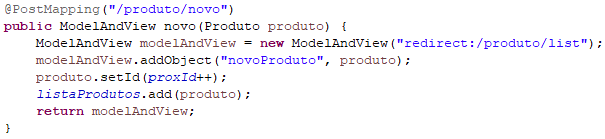 @PostMapping("/produto/novo")
public ModelAndView novo(Produto produto) {
    ModelAndView modelAndView = new ModelAndView("redirect:/produto/list");
    modelAndView.addObject("novoProduto", produto);
    produto.setId(proxId++);
    listaProdutos.add(produto);
    return modelAndView;
}